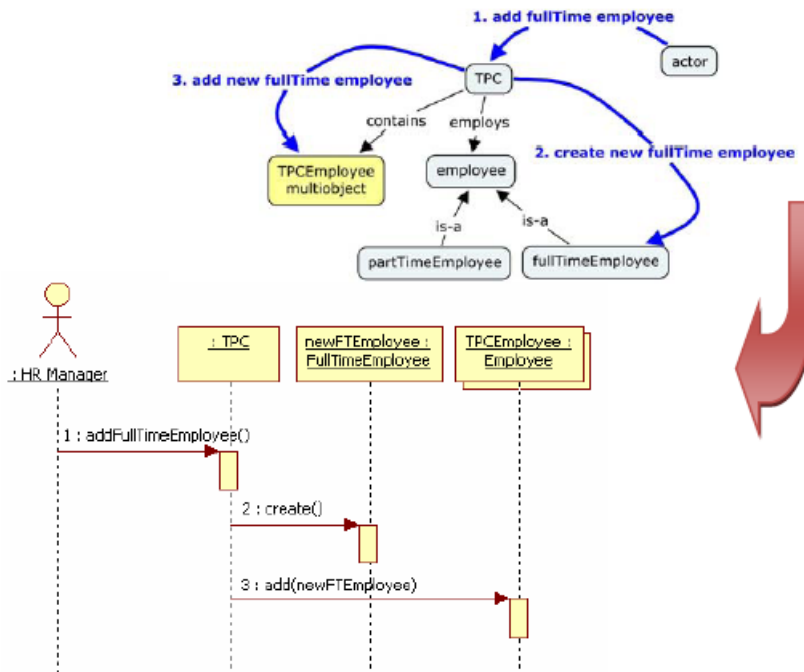 1. add fullTime employee
actor
3. add new fullTime employee
TPC
contains
employs
2. create new fullTime employee
TPCEmployee
multiobject
employee
is-a
is-a
partTimeEmployee
fullTimeEmployee
: HR Manager
: TPC
newFTEmployee :
FullTimeEmployee
TPCEmployee :
Employee
1 : addFullTimeEmployee()
2 : create()
3 : add(newFTEmployee)